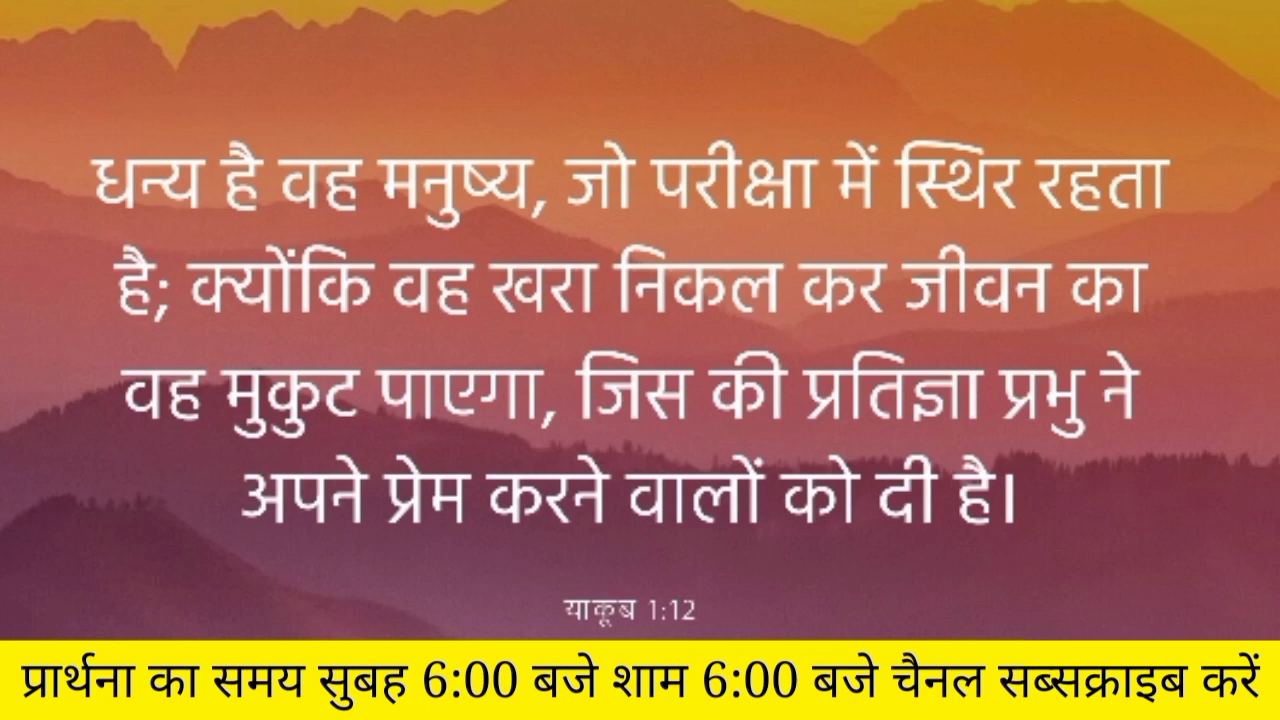 धन्य है वह मनुष्य, जो परीक्षा में स्थिर रहता
है; क्योंकि वह खरा निकल कर जीवन का
वह मुकुट पाएगा, जिस की प्रतिज्ञा प्रभु ने
अपने प्रेम करने वालों को दी है।
याकूब 1:12
प्रार्थना का समय सुबह 6:00 बजे शाम 6:00 बजे चैनल सब्सक्राइब करें